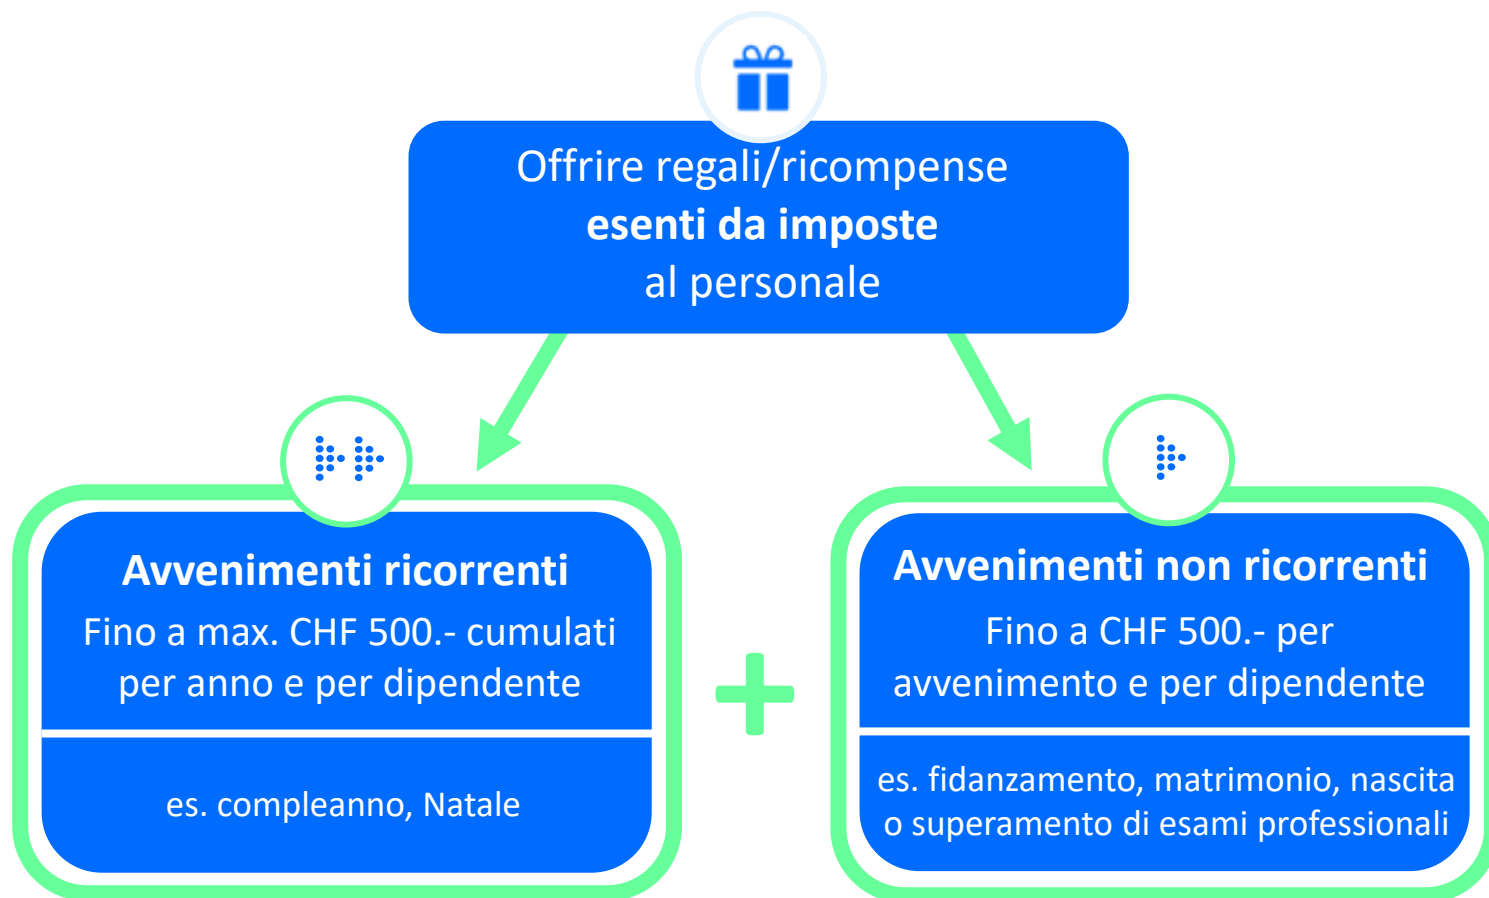 Offrire regali/ricompense
esenti da imposte
al personale
Avvenimenti ricorrenti
Fino a max. CHF 500.- cumulati
per anno e per dipendente
es. compleanno, Natale
Avvenimenti non ricorrenti
Fino a CHF 500.- per
avvenimento e per dipendente
es. fidanzamento, matrimonio, nascita
o superamento di esami professionali